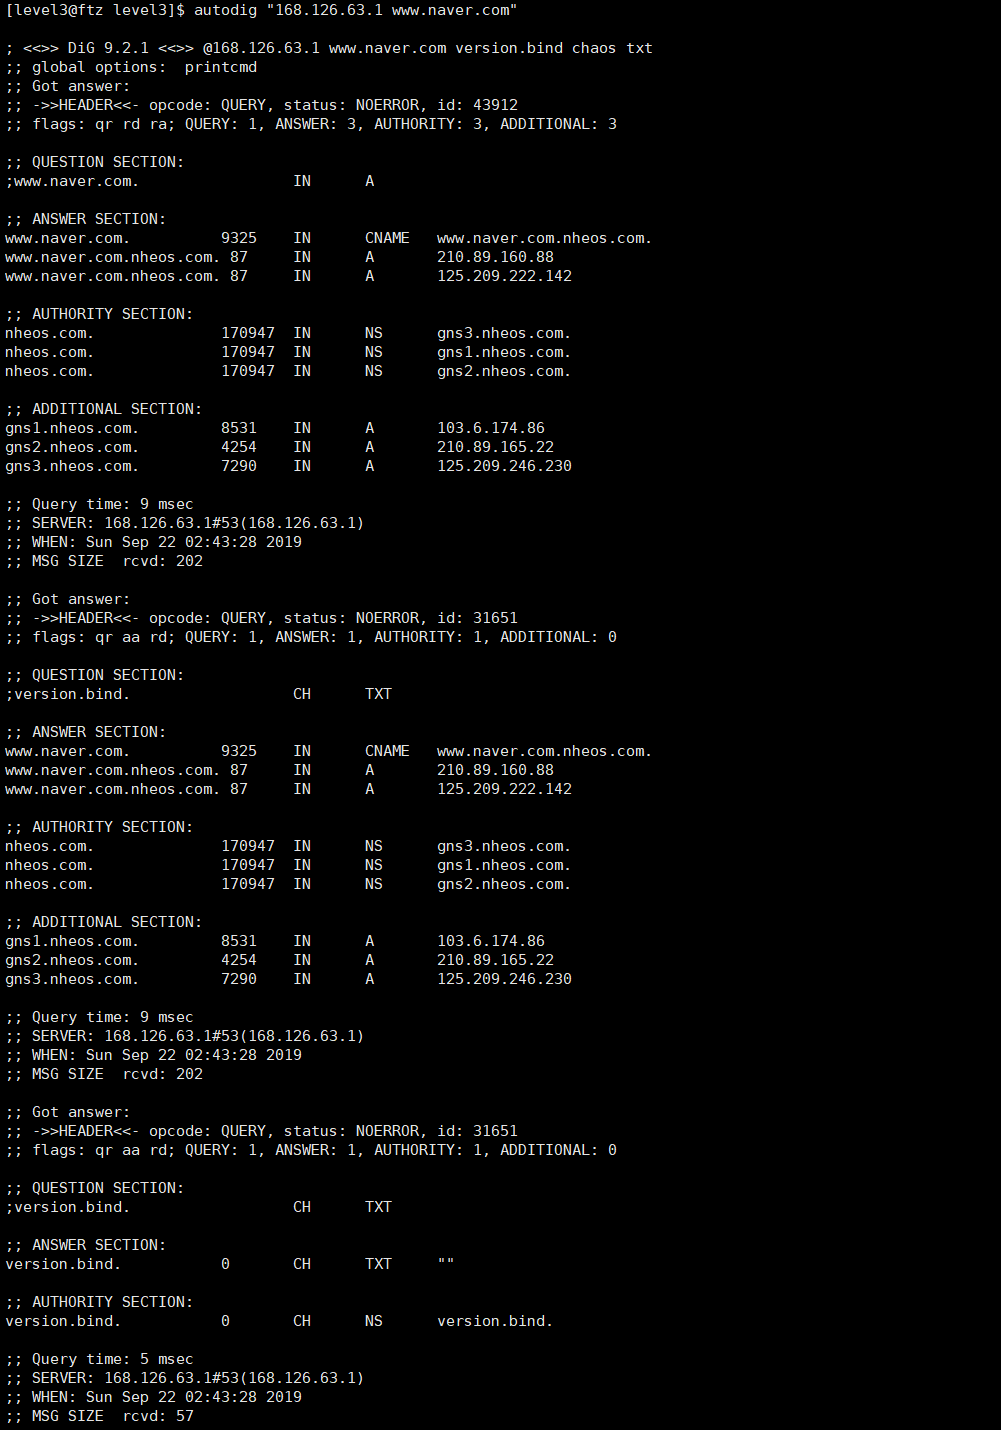 [level3@ftz level3]$ autodig "168.126.63.1 www.naver.com"

; <<>> DiG 9.2.1 <<>> @168.126.63.1 www.naver.com version.bind chaos txt
;; global options:  printcmd
;; Got answer:
;; ->>HEADER<<- opcode: QUERY, status: NOERROR, id: 43912
;; flags: qr rd ra; QUERY: 1, ANSWER: 3, AUTHORITY: 3, ADDITIONAL: 3

;; QUESTION SECTION:
;www.naver.com.                 IN      A

;; ANSWER SECTION:
www.naver.com.          9325    IN      CNAME   www.naver.com.nheos.com.
www.naver.com.nheos.com. 87     IN      A       210.89.160.88
www.naver.com.nheos.com. 87     IN      A       125.209.222.142

;; AUTHORITY SECTION:
nheos.com.              170947  IN      NS      gns3.nheos.com.
nheos.com.              170947  IN      NS      gns1.nheos.com.
nheos.com.              170947  IN      NS      gns2.nheos.com.

;; ADDITIONAL SECTION:
gns1.nheos.com.         8531    IN      A       103.6.174.86
gns2.nheos.com.         4254    IN      A       210.89.165.22
gns3.nheos.com.         7290    IN      A       125.209.246.230

;; Query time: 9 msec
;; SERVER: 168.126.63.1#53(168.126.63.1)
;; WHEN: Sun Sep 22 02:43:28 2019
;; MSG SIZE  rcvd: 202

;; Got answer:
;; ->>HEADER<<- opcode: QUERY, status: NOERROR, id: 31651
;; flags: qr aa rd; QUERY: 1, ANSWER: 1, AUTHORITY: 1, ADDITIONAL: 0

;; QUESTION SECTION:
;version.bind.                  CH      TXT

;; ANSWER SECTION:
www.naver.com.          9325    IN      CNAME   www.naver.com.nheos.com.
www.naver.com.nheos.com. 87     IN      A       210.89.160.88
www.naver.com.nheos.com. 87     IN      A       125.209.222.142

;; AUTHORITY SECTION:
nheos.com.              170947  IN      NS      gns3.nheos.com.
nheos.com.              170947  IN      NS      gns1.nheos.com.
nheos.com.              170947  IN      NS      gns2.nheos.com.

;; ADDITIONAL SECTION:
gns1.nheos.com.         8531    IN      A       103.6.174.86
gns2.nheos.com.         4254    IN      A       210.89.165.22
gns3.nheos.com.         7290    IN      A       125.209.246.230

;; Query time: 9 msec
;; SERVER: 168.126.63.1#53(168.126.63.1)
;; WHEN: Sun Sep 22 02:43:28 2019
;; MSG SIZE  rcvd: 202

;; Got answer:
;; ->>HEADER<<- opcode: QUERY, status: NOERROR, id: 31651
;; flags: qr aa rd; QUERY: 1, ANSWER: 1, AUTHORITY: 1, ADDITIONAL: 0

;; QUESTION SECTION:
;version.bind.                  CH      TXT

;; ANSWER SECTION:
version.bind.           0       CH      TXT     ""

;; AUTHORITY SECTION:
version.bind.           0       CH      NS      version.bind.

;; Query time: 5 msec
;; SERVER: 168.126.63.1#53(168.126.63.1)
;; WHEN: Sun Sep 22 02:43:28 2019
;; MSG SIZE  rcvd: 57